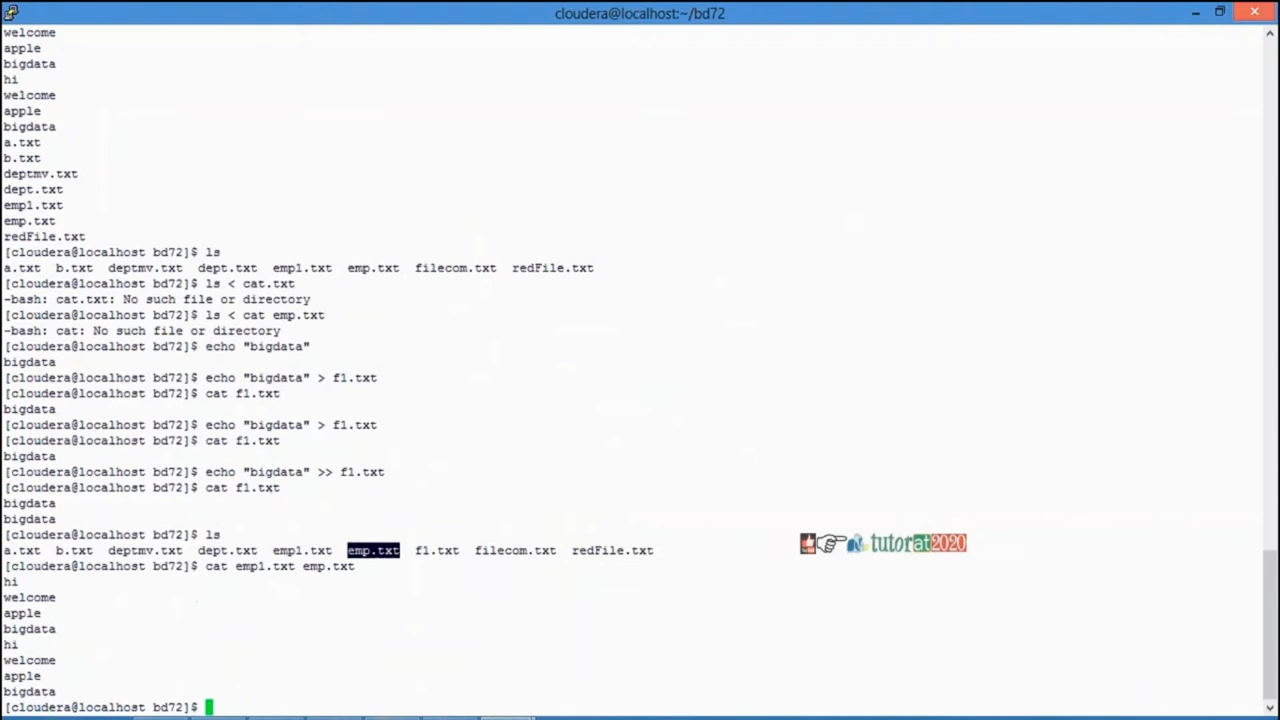 cloudera@localhost:~/bd72
welcome
apple
bigdata
hi
welcome
apple
bigdata
a.txt
b.txt
deptmv.txt
dept.txt
emp1.txt
emp.txt
redFile.txt
[cloudera@localhost bd72]$ ls
a.txt  b.txt  deptmv.txt  dept.txt  emp1.txt  emp.txt  filecom.txt  redFile.txt
[cloudera@localhost bd72]$ ls < cat.txt
-bash: cat.txt: No such file or directory
[cloudera@localhost bd72]$ ls < cat emp.txt
-bash: cat: No such file or directory
[cloudera@localhost bd72]$ echo "bigdata"
bigdata
[cloudera@localhost bd72]$ echo "bigdata" > f1.txt
[cloudera@localhost bd72]$ cat f1.txt
bigdata
[cloudera@localhost bd72]$ echo "bigdata" > f1.txt
[cloudera@localhost bd72]$ cat f1.txt
bigdata
[cloudera@localhost bd72]$ echo "bigdata" >> f1.txt
[cloudera@localhost bd72]$ cat f1.txt
bigdata
bigdata
[cloudera@localhost bd72]$ ls
a.txt  b.txt  deptmv.txt  dept.txt  emp1.txt  emp.txt  f1.txt  filecom.txt  redFile.txt
tutorat2020
[cloudera@localhost bd72]$ cat emp1.txt emp.txt
hi
welcome
apple
bigdata
hi
welcome
apple
bigdata
[cloudera@localhost bd72]$